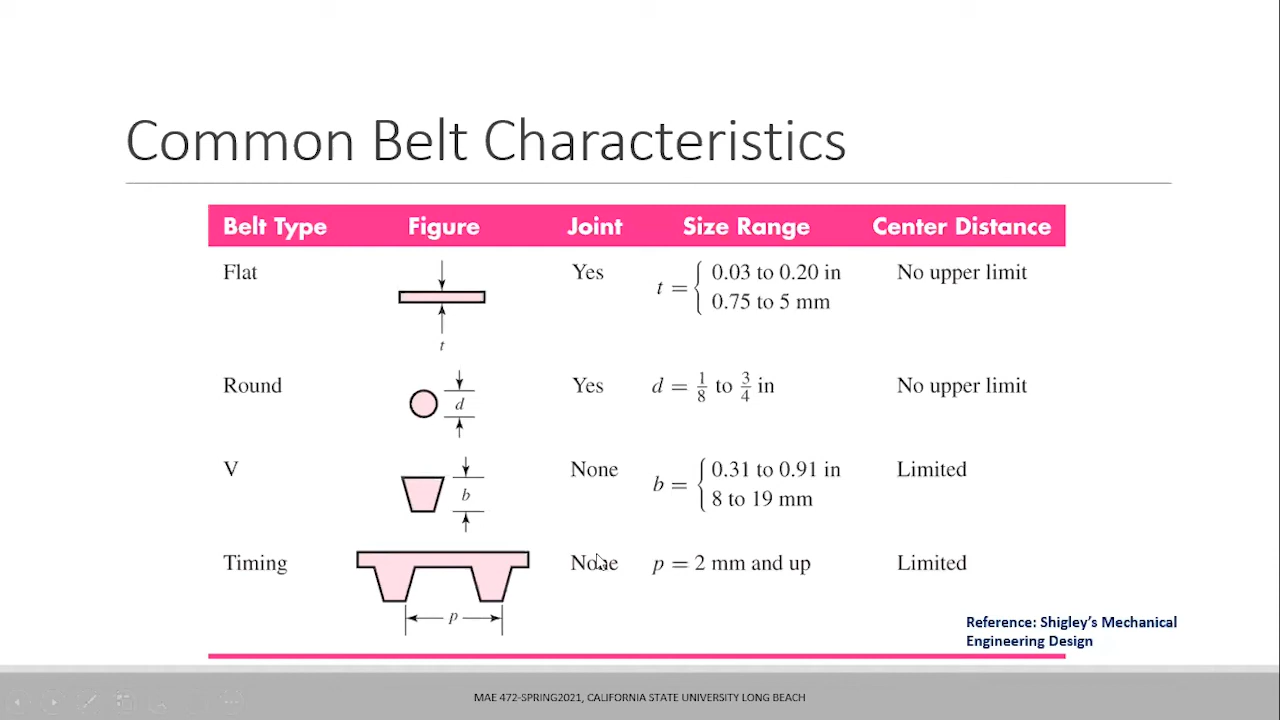 Common Belt Characteristics
Belt Type Figure Joint Size Range Center Distance
Flat t Yes t = { 0.03 to 0.20 in No upper limit
0.75 to 5 mm
Round d Yes d = 1/8 to 3/4 in No upper limit
V b None b = { 0.31 to 0.91 in Limited
8 to 19 mm
Timing None p = 2 mm and up Limited
p
Reference: Shigley's Mechanical
Engineering Design
MAE 472-SPRING2021, CALIFORNIA STATE UNIVERSITY LONG BEACH